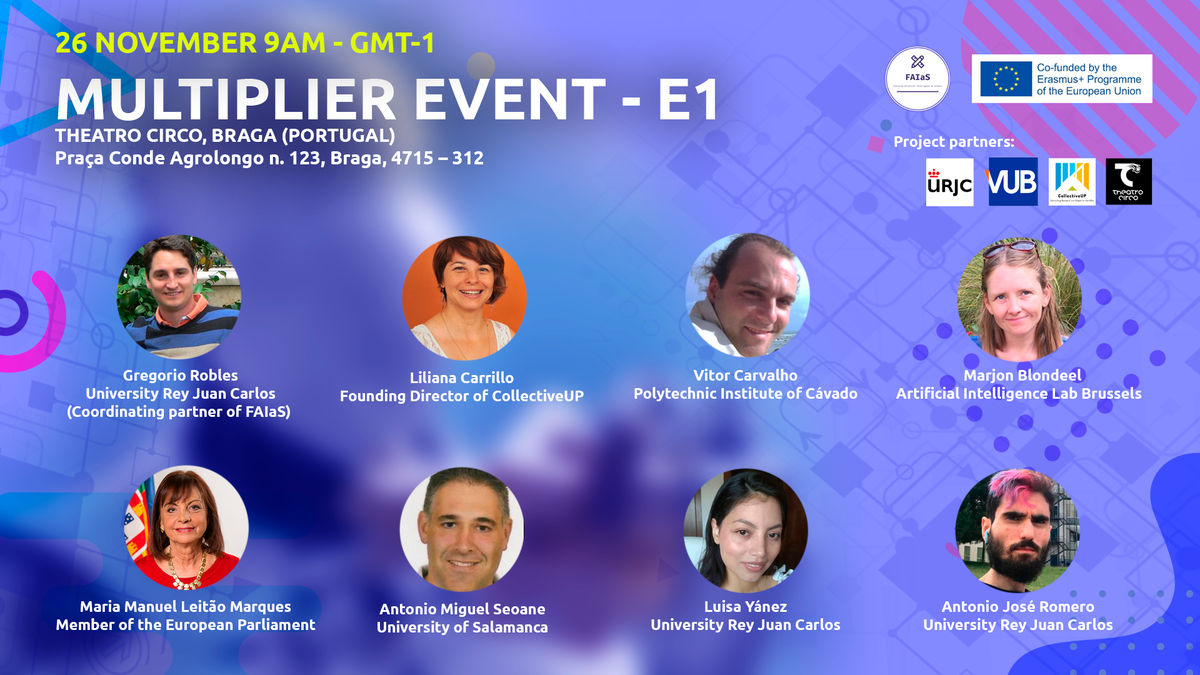 26 NOVEMBER 9AM - GMT-1
MULTIPLIER EVENT - E1
THEATRO CIRCO, BRAGA (PORTUGAL)
Praça Conde Agrolongo n. 123, Braga, 4715 – 312
FAIaS
Co-funded by the
Erasmus+ Programme
of the European Union
Project partners:
URJC
VUB
CollectiveUP
theatro
circo
Gregorio Robles
University Rey Juan Carlos
(Coordinating partner of FAIaS)
Liliana Carrillo
Founding Director of CollectiveUP
Vitor Carvalho
Polytechnic Institute of Cávado
Marjon Blondeel
Artificial Intelligence Lab Brussels
Maria Manuel Leitão Marques
Member of the European Parliament
Antonio Miguel Seoane
University of Salamanca
Luisa Yánez
University Rey Juan Carlos
Antonio José Romero
University Rey Juan Carlos